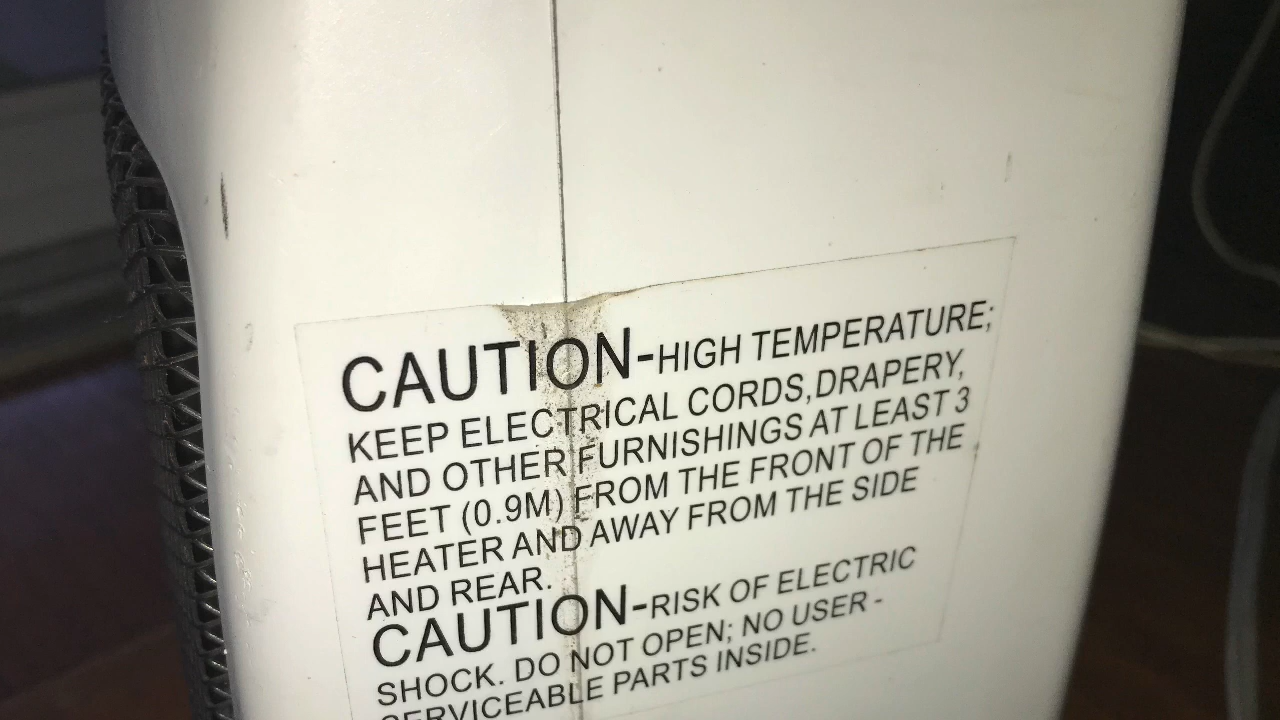 CAUTION-HIGH TEMPERATURE;
KEEP ELECTRICAL CORDS,DRAPERY,
AND OTHER FURNISHINGS AT LEAST 3
FEET (0.9M) FROM THE FRONT OF THE
HEATER AND AWAY FROM THE SIDE
AND REAR.
CAUTION-RISK OF ELECTRIC
SHOCK. DO NOT OPEN; NO USER -
SERVICEABLE PARTS INSIDE.